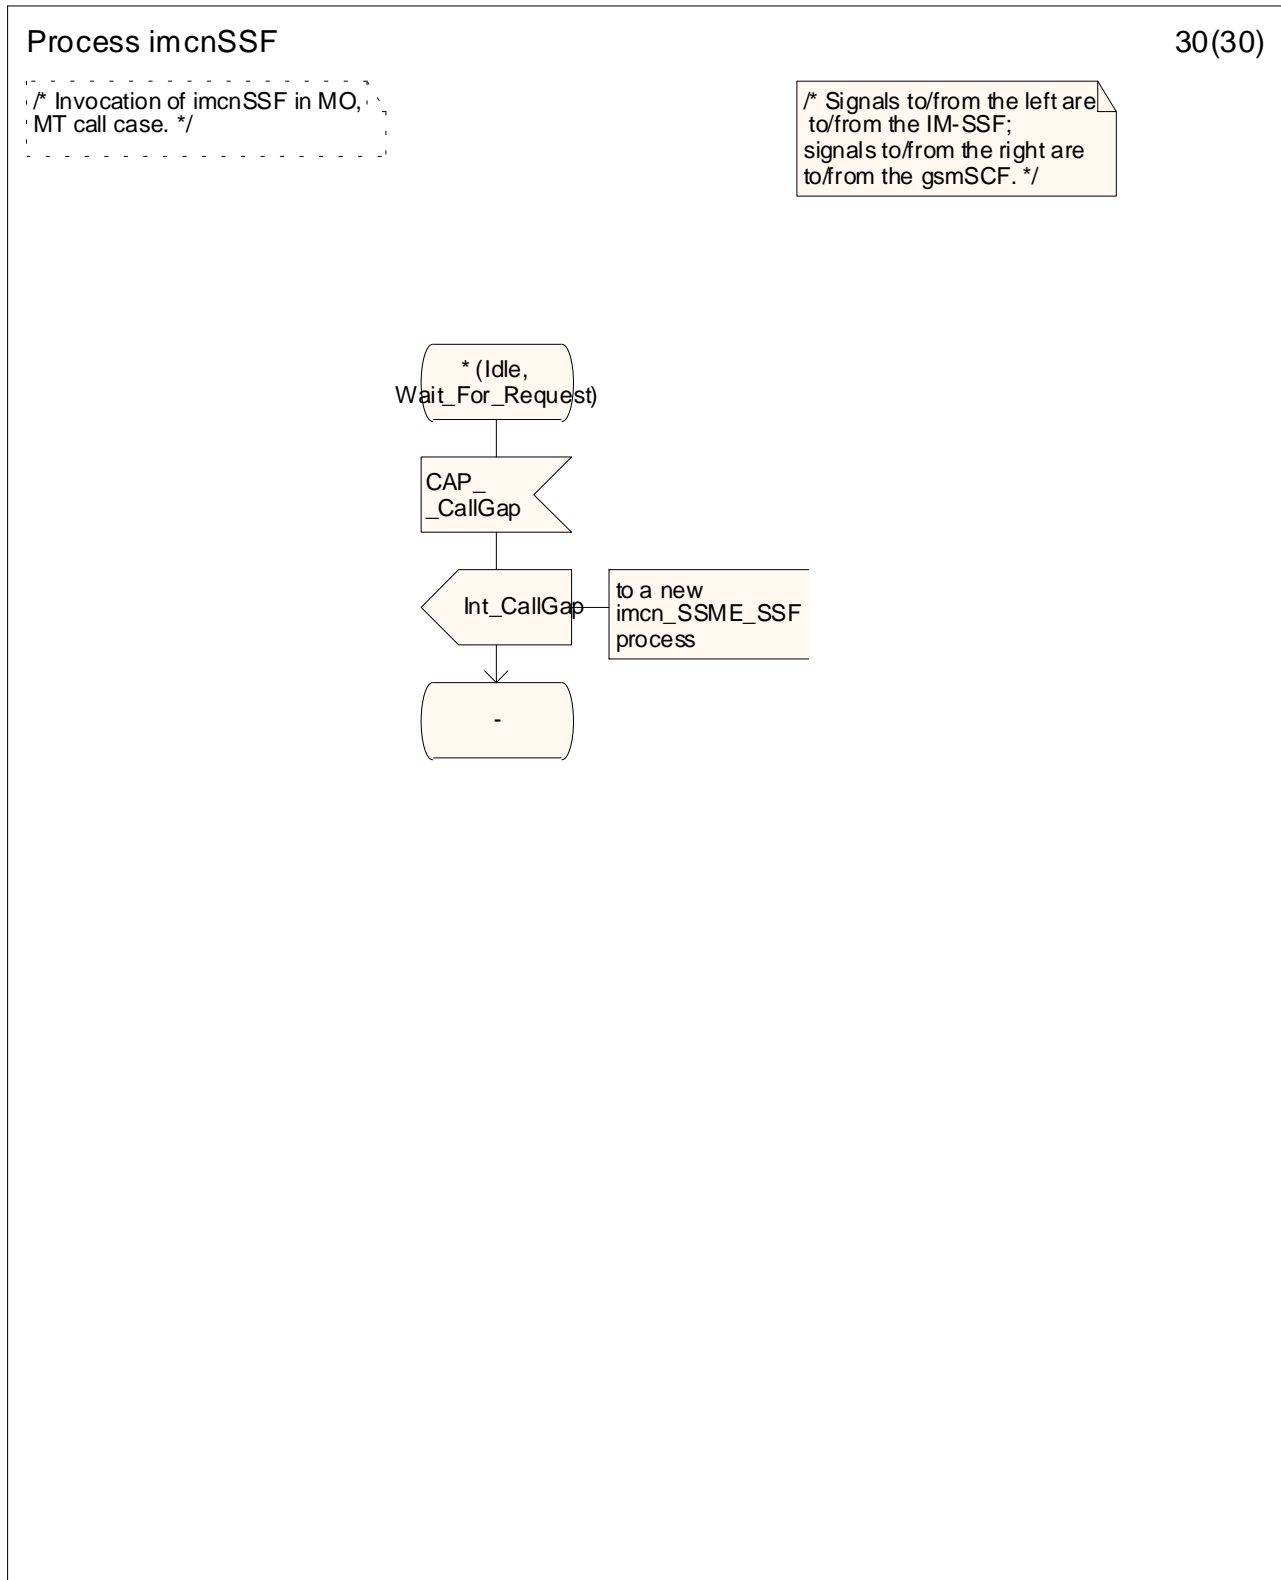 Process imcnSSF
30(30)
/* Invocation of imcnSSF in MO,
MT call case. */
/* Signals to/from the left are
to/from the IM-SSF;
signals to/from the right are
to/from the gsmSCF. */
* (Idle,
Wait_For_Request)
CAP_
_CallGap
Int_CallGap
to a new
imcn_SSME_SSF
process
-